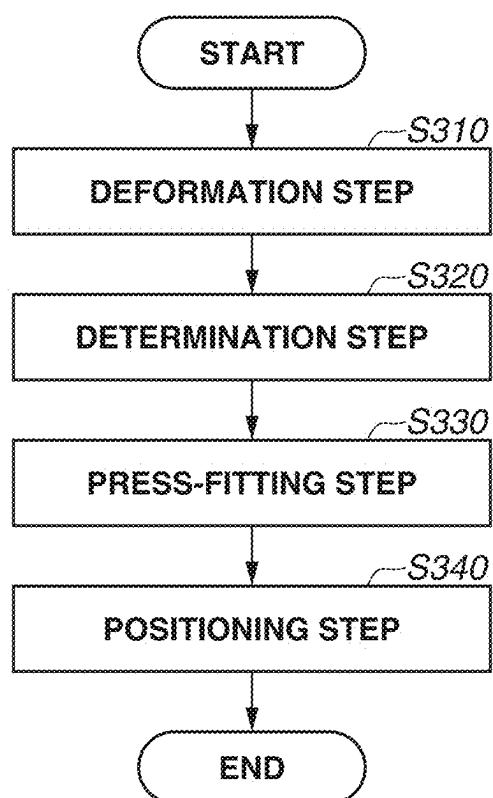 START
S310
DEFORMATION STEP
S320
DETERMINATION STEP
S330
PRESS-FITTING STEP
S340
POSITIONING STEP
END